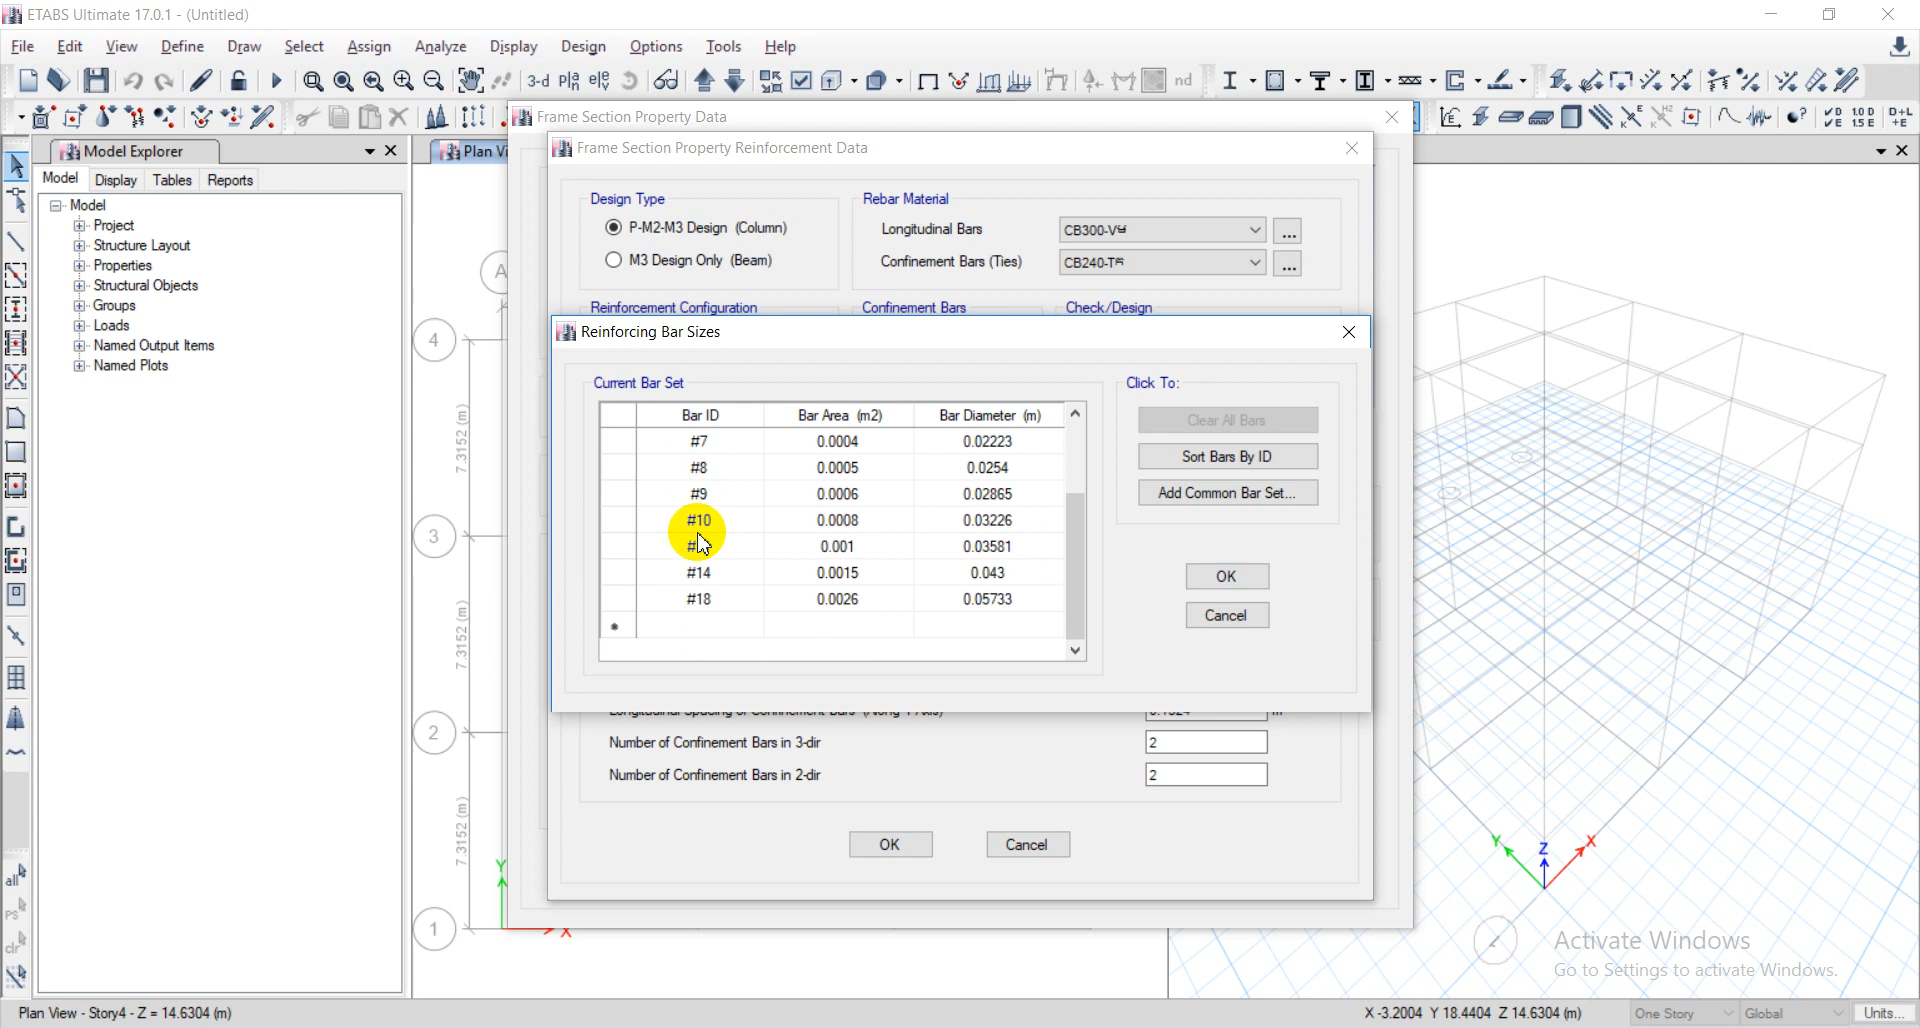 ETABS Ultimate 17.0.1 - (Untitled)
File Edit View Define Draw Select Assign Analyze Display Design Options Tools Help
3-d nd
Model Explorer
Model Display Tables Reports
Model
Project
Structure Layout
Properties
Structural Objects
Groups
Loads
Named Output Items
Named Plots
all
PS
clr
Plan Vi
A
4
7.3152 (m)
3
7.3152 (m)
2
7.3152 (m)
1
Y
X
Frame Section Property Data
Frame Section Property Reinforcement Data
Design Type
P-M2-M3 Design (Column)
M3 Design Only (Beam)
Rebar Material
Longitudinal Bars
Confinement Bars (Ties)
...
...
Reinforcement Configuration
Confinement Bars
Check/Design
Reinforcing Bar Sizes
Current Bar Set
Bar ID Bar Area (m2) Bar Diameter (m)
#7 0.0004 0.02223
#8 0.0005 0.0254
#9 0.0006 0.02865
#10 0.0008 0.03226
0.001 0.03581
#14 0.0015 0.043
#18 0.0026 0.05733
*
Click To:
Clear All Bars
Sort Bars By ID
Add Common Bar Set...
OK
Cancel
Number of Confinement Bars in 3-dir 2
Number of Confinement Bars in 2-dir 2
OK Cancel
Y Z X
Activate Windows
Go to Settings to activate Windows.
Plan View - Story4 - Z = 14.6304 (m)
X -3.2004 Y 18.4404 Z 14.6304 (m)
One Story
Global
Units...